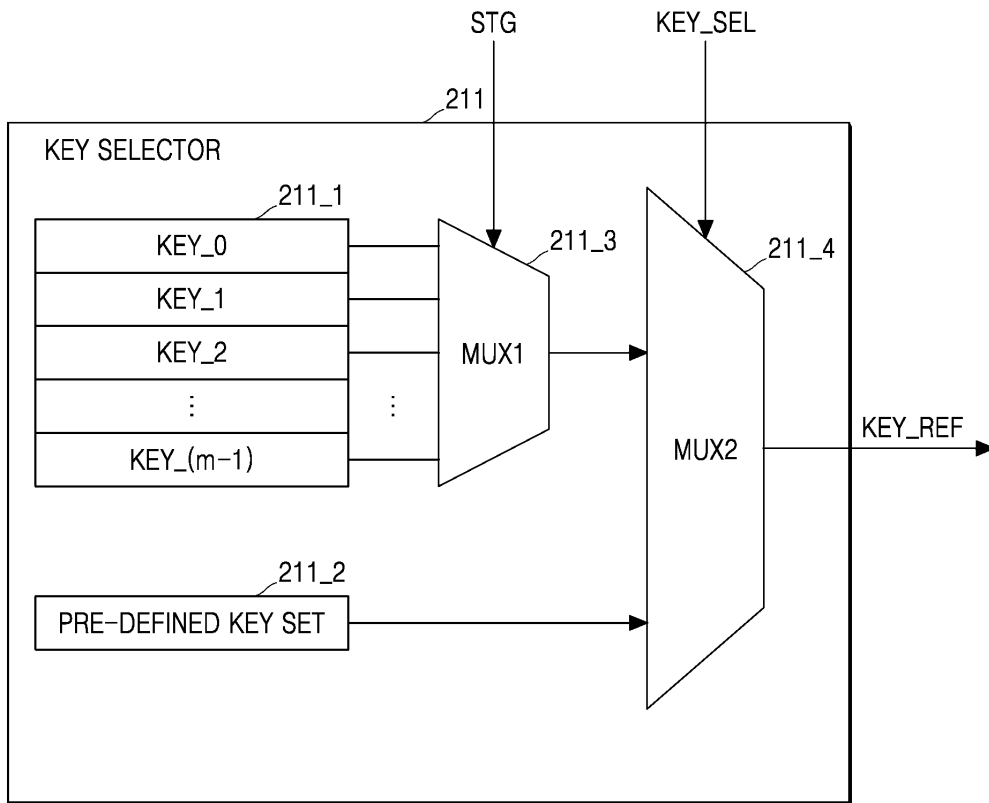 STG
KEY_SEL
211
KEY SELECTOR
211_1
KEY_0
KEY_1
KEY_2
⋮
KEY_(m-1)
⋮
211_3
MUX1
211_4
MUX2
KEY_REF
211_2
PRE-DEFINED KEY SET